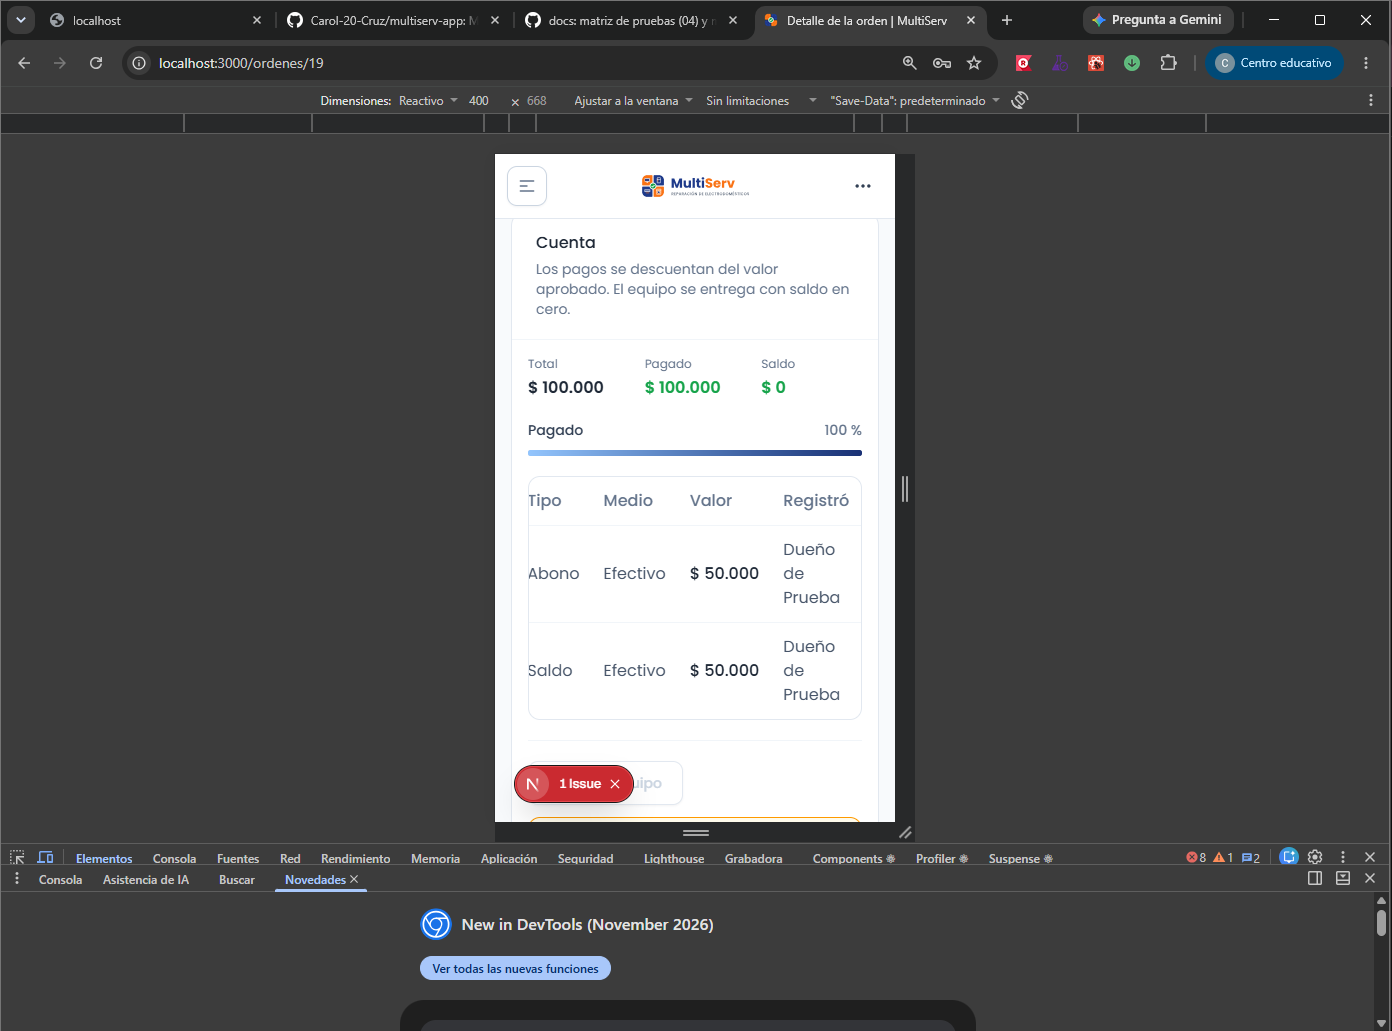 localhost
Carol-20-Cruz/multiserv-app: M
docs: matriz de pruebas (04) y
Detalle de la orden | MultiServ
Pregunta a Gemini
localhost:3000/ordenes/19
C
Centro educativo
Dimensiones: Reactivo
400
×
668
Ajustar a la ventana
Sin limitaciones
"Save-Data": predeterminado
MultiServ
REPARACIÓN DE ELECTRODOMÉSTICOS
Cuenta
Los pagos se descuentan del valor
aprobado. El equipo se entrega con saldo en
cero.
Total
Pagado
Saldo
$ 100.000
$ 100.000
$ 0
Pagado
100 %
Tipo
Medio
Valor
Registró
Abono
Efectivo
$ 50.000
Dueño
de
Prueba
Saldo
Efectivo
$ 50.000
Dueño
de
Prueba
N
1 Issue
uipo
Elementos
Consola
Fuentes
Red
Rendimiento
Memoria
Aplicación
Seguridad
Lighthouse
Grabadora
Components
Profiler
Suspense
8
1
2
Consola
Asistencia de IA
Buscar
Novedades
New in DevTools (November 2026)
Ver todas las nuevas funciones